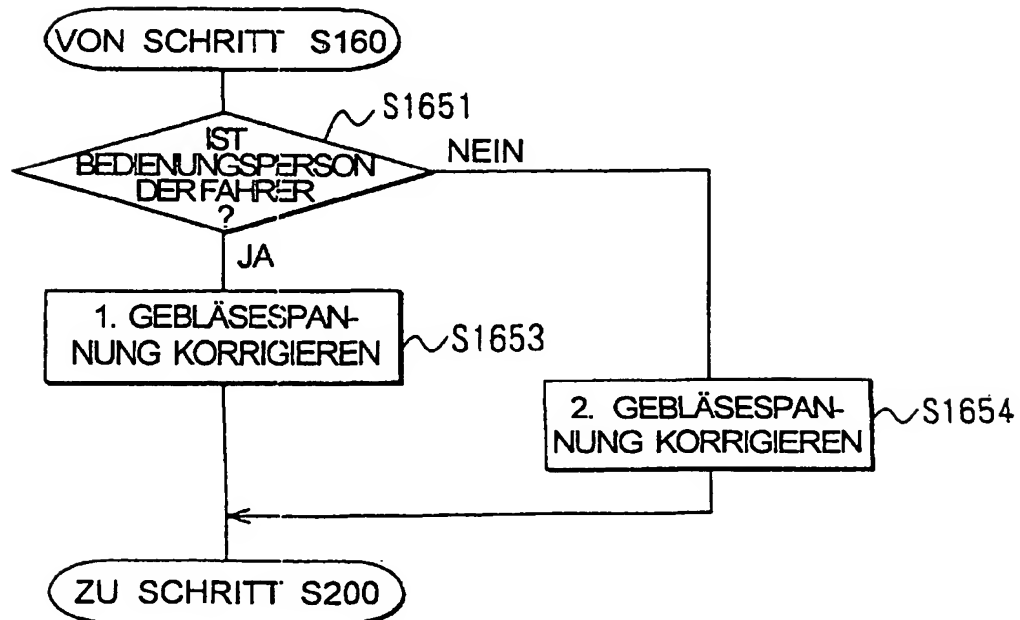 VON SCHRITT S160
S1651
IST
BEDIENUNGSPERSON
DER FAHRER
?
NEIN
JA
1. GEBLÄSESPAN-
NUNG KORRIGIEREN
S1653
2. GEBLÄSESPAN-
NUNG KORRIGIEREN
S1654
ZU SCHRITT S200